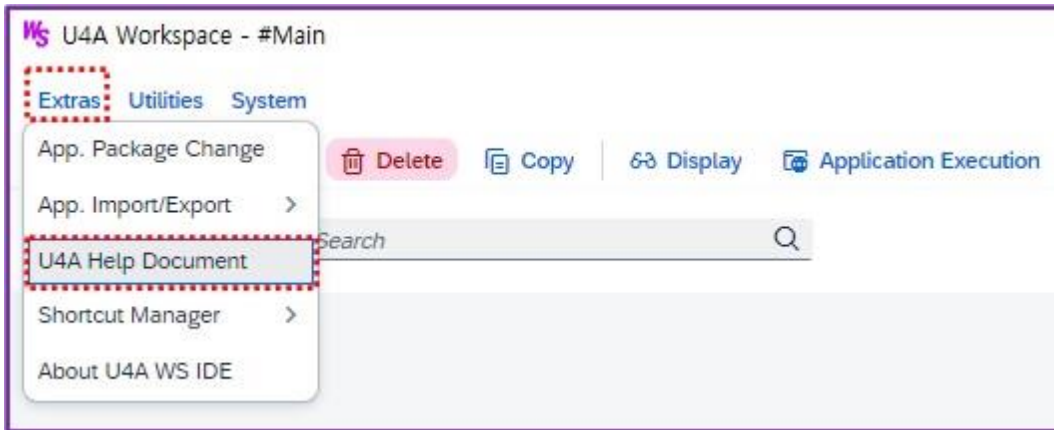 WS U4A Workspace - #Main
Extras Utilities System
App. Package Change
Delete Copy Display Application Execution
App. Import/Export >
Search
U4A Help Document
Shortcut Manager >
About U4A WS IDE